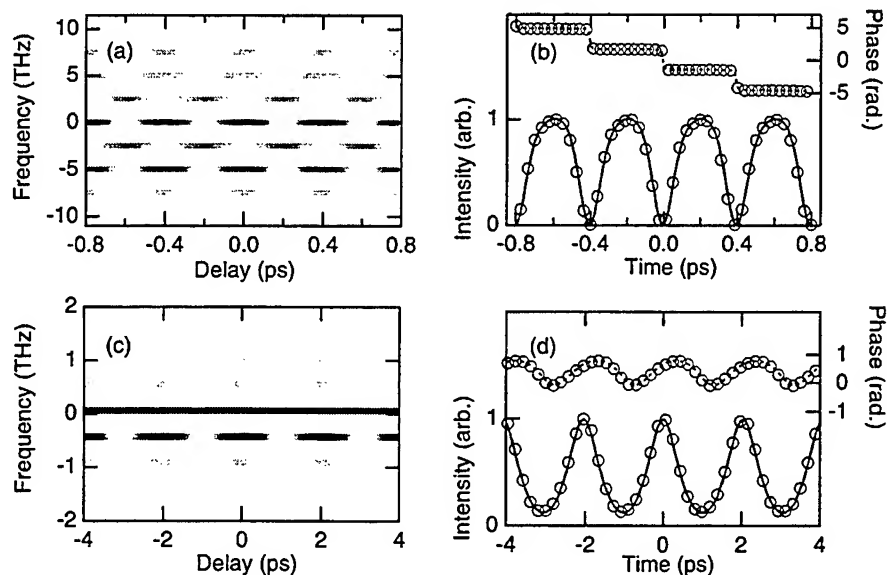 (a)
Frequency (THz)
10
5
0
-5
-10
-0.8 -0.4 0.0 0.4 0.8
Delay (ps)
(b)
Intensity (arb.)
1
0
Phase (rad.)
5
0
-5
-0.8 -0.4 0.0 0.4 0.8
Time (ps)
(c)
Frequency (THz)
2
1
0
-1
-2
-4 -2 0 2 4
Delay (ps)
(d)
Intensity (arb.)
1
0
Phase (rad.)
1
0
-1
-4 -2 0 2 4
Time (ps)